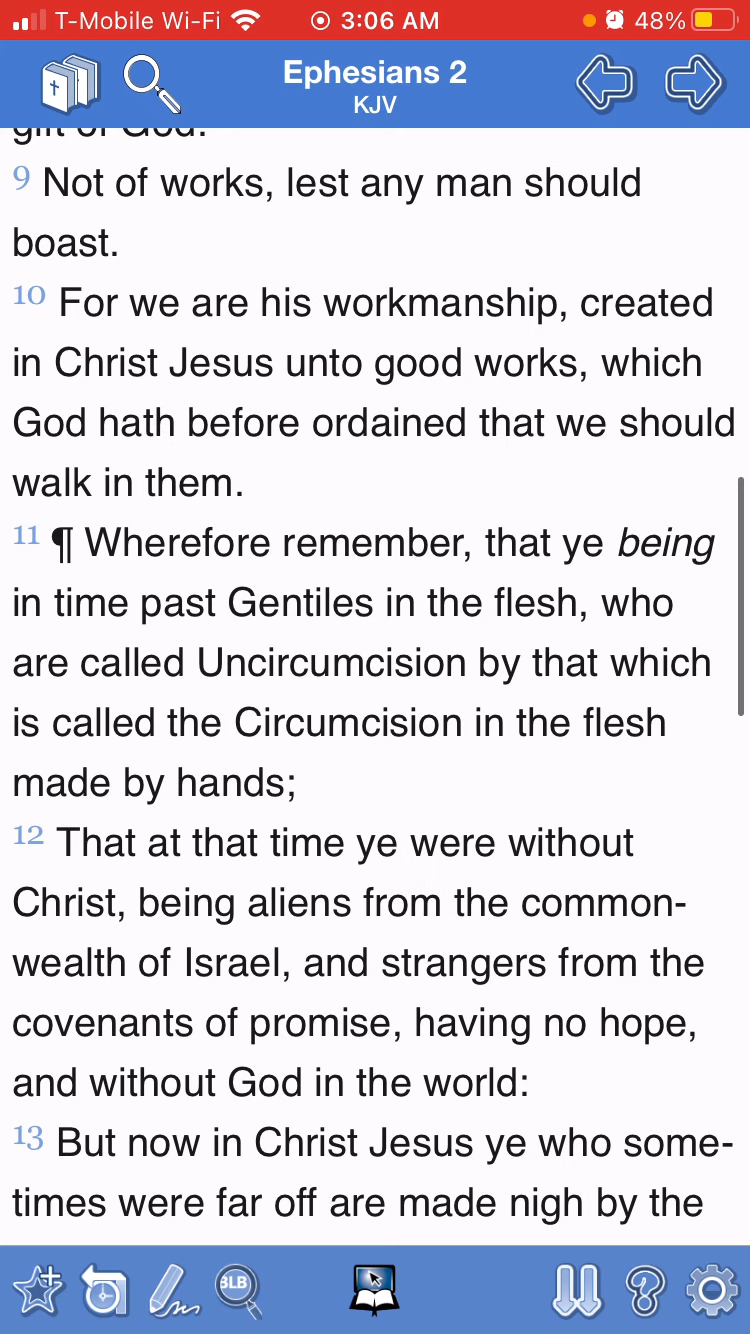 T-Mobile Wi-Fi 3:06 AM 48%
Ephesians 2
KJV
gift of God.
9 Not of works, lest any man should
boast.
10 For we are his workmanship, created
in Christ Jesus unto good works, which
God hath before ordained that we should
walk in them.
11 ¶ Wherefore remember, that ye being
in time past Gentiles in the flesh, who
are called Uncircumcision by that which
is called the Circumcision in the flesh
made by hands;
12 That at that time ye were without
Christ, being aliens from the common-
wealth of Israel, and strangers from the
covenants of promise, having no hope,
and without God in the world:
13 But now in Christ Jesus ye who some-
times were far off are made nigh by the
BLB